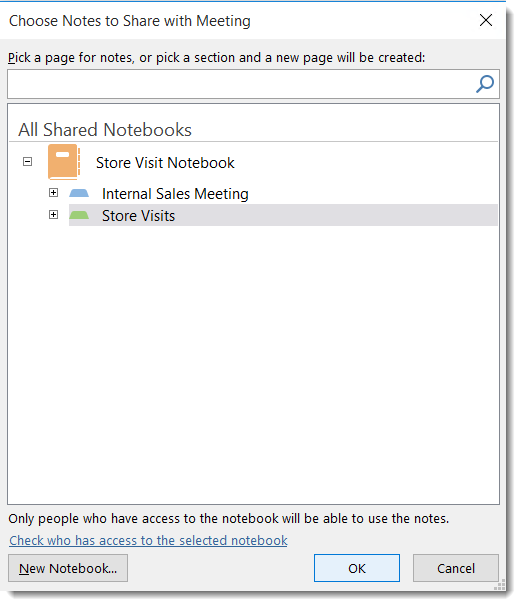 Choose Notes to Share with Meeting
Pick a page for notes, or pick a section and a new page will be created:
All Shared Notebooks
Store Visit Notebook
Internal Sales Meeting
Store Visits
Only people who have access to the notebook will be able to use the notes.
Check who has access to the selected notebook
New Notebook... OK Cancel